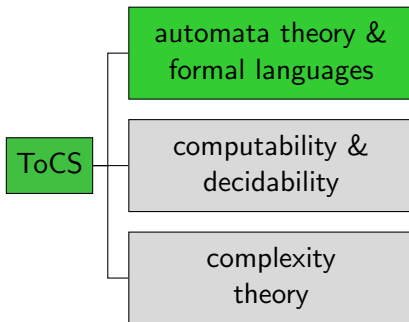 automata theory &
formal languages
ToCS
computability &
decidability
complexity
theory